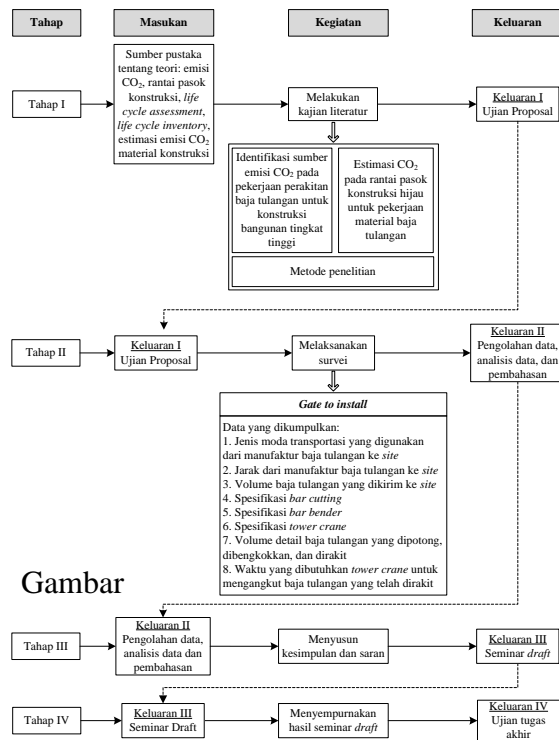 Tahap
Masukan
Kegiatan
Keluaran
Tahap I
Sumber pustaka
tentang teori: emisi
CO2, rantai pasok
konstruksi, life
cycle assessment,
life cycle inventory,
estimasi emisi CO2
material konstruksi
Melakukan
kajian literatur
Keluaran I
Ujian Proposal
Identifikasi sumber
emisi CO2 pada
pekerjaan perakitan
baja tulangan untuk
konstruksi
bangunan tingkat
tinggi
Estimasi CO2
pada rantai pasok
konstruksi hijau
untuk pekerjaan
material baja
tulangan
Metode penelitian
Tahap II
Keluaran I
Ujian Proposal
Melaksanakan
survei
Keluaran II
Pengolahan data,
analisis data, dan
pembahasan
Gate to install
Data yang dikumpulkan:
1. Jenis moda transportasi yang digunakan
dari manufaktur baja tulangan ke site
2. Jarak dari manufaktur baja tulangan ke site
3. Volume baja tulangan yang dikirim ke site
4. Spesifikasi bar cutting
5. Spesifikasi bar bender
6. Spesifikasi tower crane
7. Volume detail baja tulangan yang dipotong,
dibengkokkan, dan dirakit
8. Waktu yang dibutuhkan tower crane untuk
mengangkut baja tulangan yang telah dirakit
Gambar
Tahap III
Keluaran II
Pengolahan data,
analisis data dan
pembahasan
Menyusun
kesimpulan dan saran
Keluaran III
Seminar draft
Tahap IV
Keluaran III
Seminar Draft
Menyempurnakan
hasil seminar draft
Keluaran IV
Ujian tugas
akhir